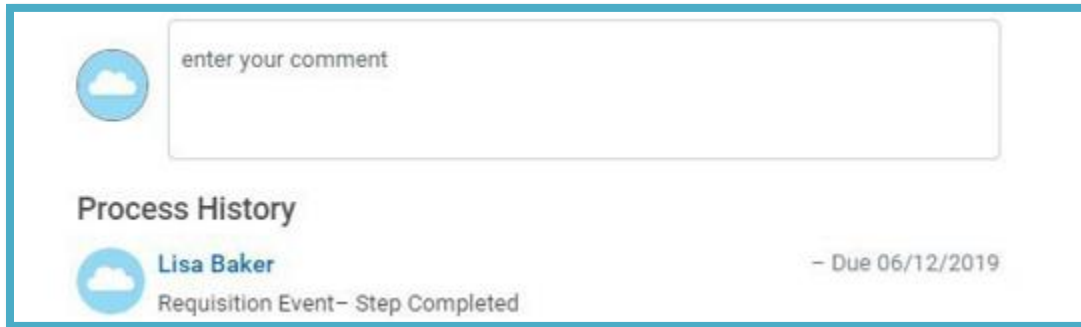 enter your comment
Process History
Lisa Baker – Due 06/12/2019
Requisition Event– Step Completed